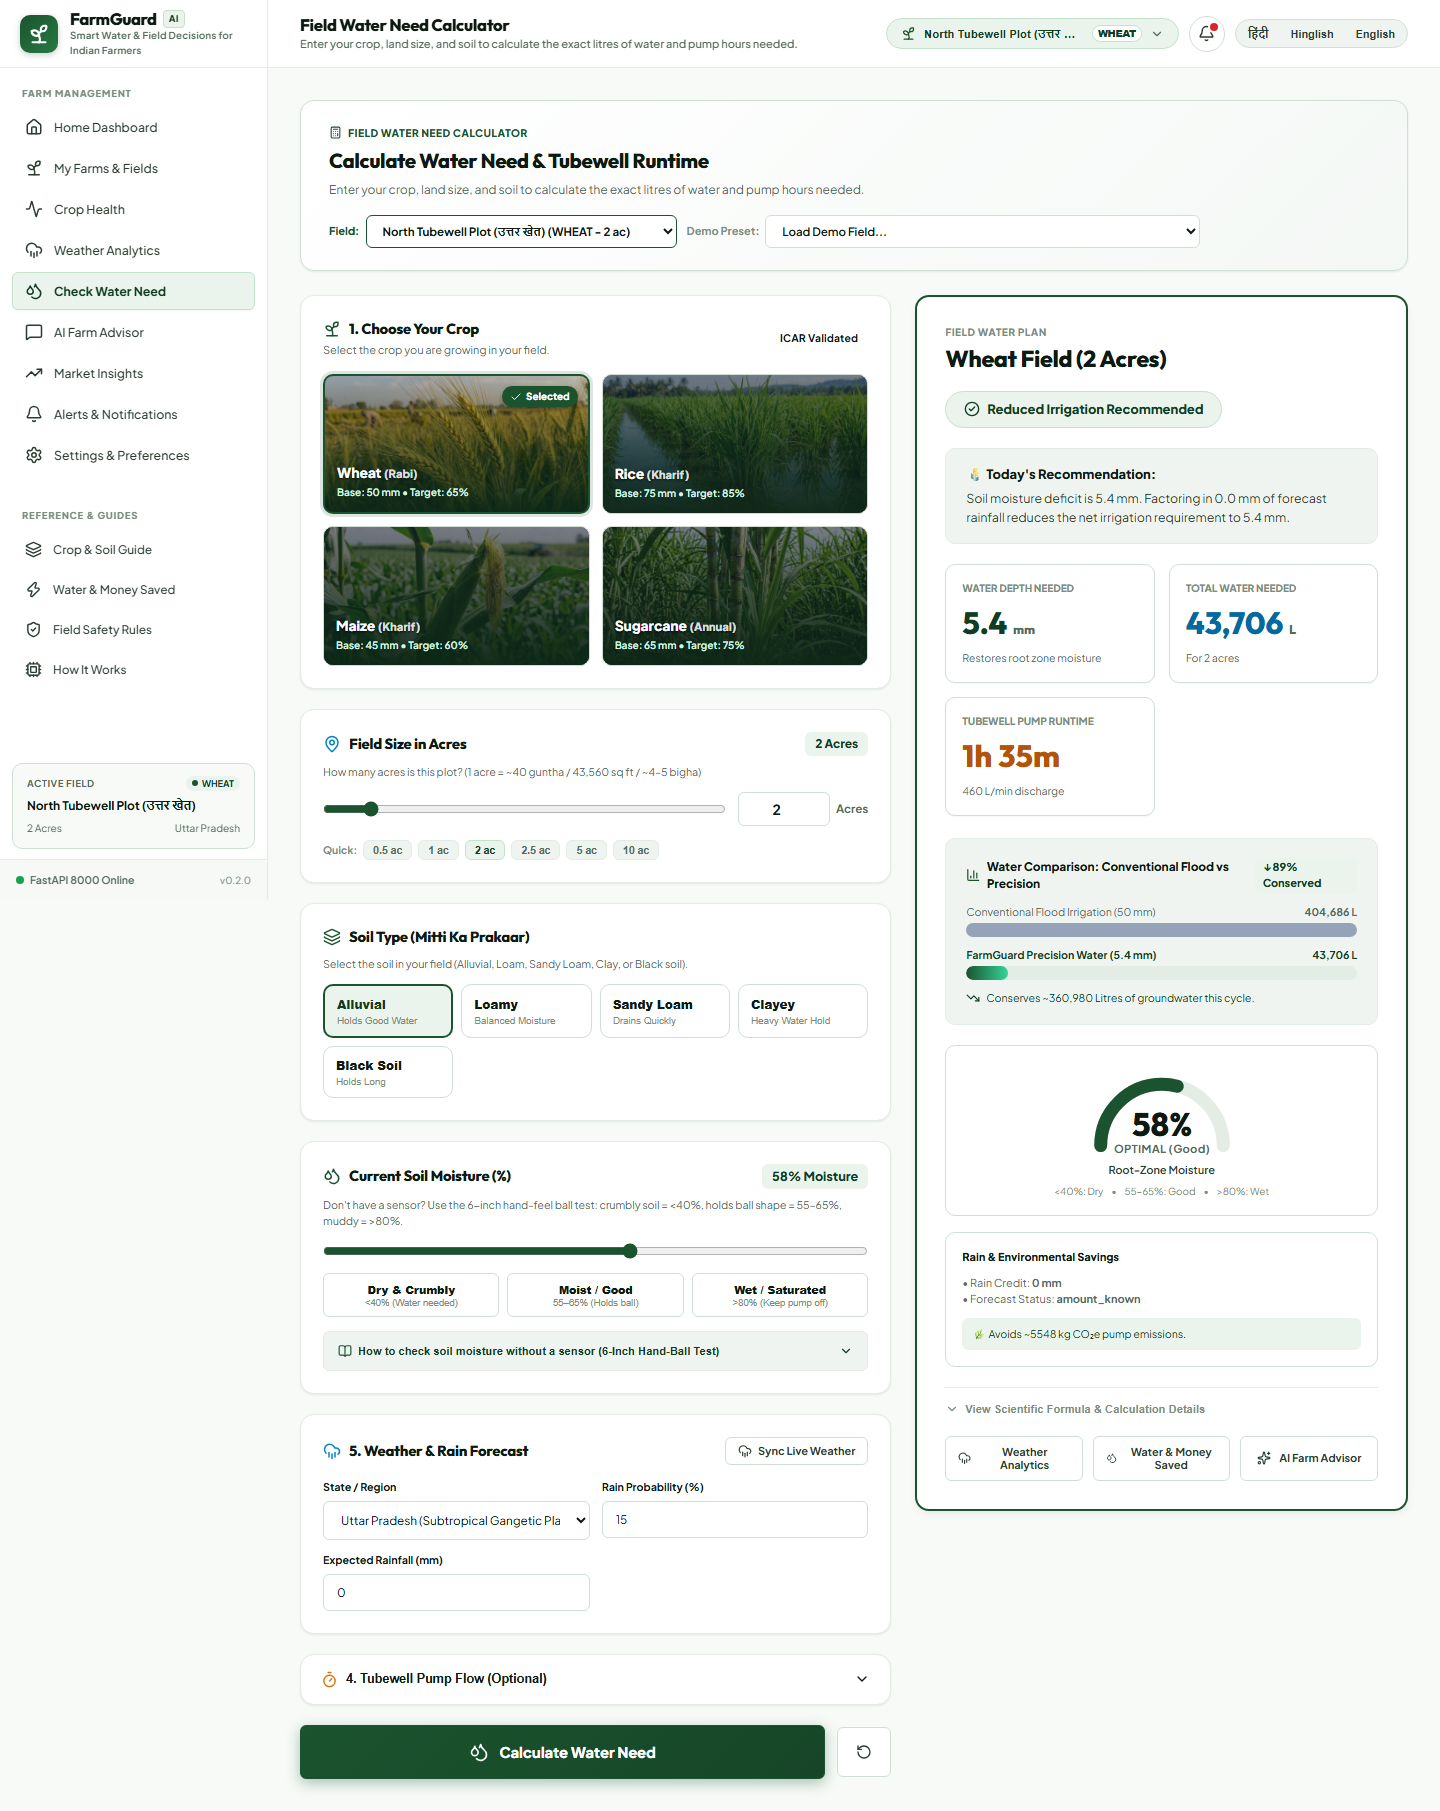 FarmGuard AI
Smart Water & Field Decisions for
Indian Farmers
FARM MANAGEMENT
Home Dashboard
My Farms & Fields
Crop Health
Weather Analytics
Check Water Need
AI Farm Advisor
Market Insights
Alerts & Notifications
Settings & Preferences
REFERENCE & GUIDES
Crop & Soil Guide
Water & Money Saved
Field Safety Rules
How It Works
ACTIVE FIELD
WHEAT
North Tubewell Plot (उत्तर खेत)
2 Acres
Uttar Pradesh
FastAPI 8000 Online
v0.2.0
Field Water Need Calculator
Enter your crop, land size, and soil to calculate the exact litres of water and pump hours needed.
North Tubewell Plot (उत्तर ...
WHEAT
हिंदी
Hinglish
English
FIELD WATER NEED CALCULATOR
Calculate Water Need & Tubewell Runtime
Enter your crop, land size, and soil to calculate the exact litres of water and pump hours needed.
Field:
North Tubewell Plot (उत्तर खेत) (WHEAT - 2 ac)
Demo Preset:
Load Demo Field...
1. Choose Your Crop
Select the crop you are growing in your field.
ICAR Validated
Selected
Wheat (Rabi)
Base: 50 mm • Target: 65%
Rice (Kharif)
Base: 75 mm • Target: 85%
Maize (Kharif)
Base: 45 mm • Target: 60%
Sugarcane (Annual)
Base: 65 mm • Target: 75%
Field Size in Acres
2 Acres
How many acres is this plot? (1 acre = ~40 guntha / 43,560 sq ft / ~4-5 bigha)
2
Acres
Quick:
0.5 ac
1 ac
2 ac
2.5 ac
5 ac
10 ac
Soil Type (Mitti Ka Prakaar)
Select the soil in your field (Alluvial, Loam, Sandy Loam, Clay, or Black soil).
Alluvial
Holds Good Water
Loamy
Balanced Moisture
Sandy Loam
Drains Quickly
Clayey
Heavy Water Hold
Black Soil
Holds Long
Current Soil Moisture (%)
58% Moisture
Don't have a sensor? Use the 6-inch hand-feel ball test: crumbly soil = <40%, holds ball shape = 55-65%,
muddy = >80%.
Dry & Crumbly
<40% (Water needed)
Moist / Good
55–65% (Holds ball)
Wet / Saturated
>80% (Keep pump off)
How to check soil moisture without a sensor (6-Inch Hand-Ball Test)
5. Weather & Rain Forecast
Sync Live Weather
State / Region
Uttar Pradesh (Subtropical Gangetic Pla
Rain Probability (%)
15
Expected Rainfall (mm)
0
4. Tubewell Pump Flow (Optional)
Calculate Water Need
FIELD WATER PLAN
Wheat Field (2 Acres)
Reduced Irrigation Recommended
Today's Recommendation:
Soil moisture deficit is 5.4 mm. Factoring in 0.0 mm of forecast
rainfall reduces the net irrigation requirement to 5.4 mm.
WATER DEPTH NEEDED
5.4 mm
Restores root zone moisture
TOTAL WATER NEEDED
43,706 L
For 2 acres
TUBEWELL PUMP RUNTIME
1h 35m
460 L/min discharge
Water Comparison: Conventional Flood vs
Precision
↓89%
Conserved
Conventional Flood Irrigation (50 mm)
404,686 L
FarmGuard Precision Water (5.4 mm)
43,706 L
Conserves ~360,980 Litres of groundwater this cycle.
58%
OPTIMAL (Good)
Root-Zone Moisture
<40%: Dry • 55-65%: Good • >80%: Wet
Rain & Environmental Savings
• Rain Credit: 0 mm
• Forecast Status: amount_known
Avoids ~5548 kg CO₂e pump emissions.
View Scientific Formula & Calculation Details
Weather
Analytics
Water & Money
Saved
AI Farm Advisor